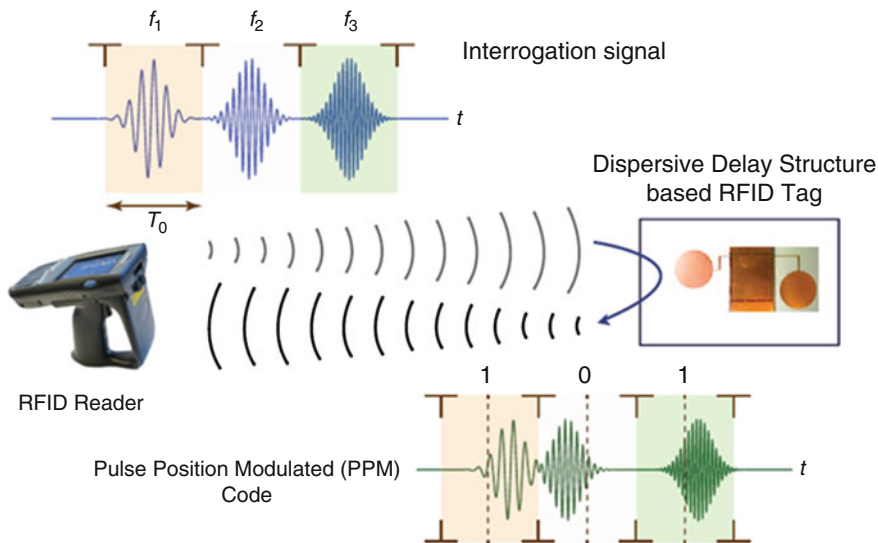 f1 f2 f3
Interrogation signal
t
T0
Dispersive Delay Structure
based RFID Tag
RFID Reader
1 0 1
Pulse Position Modulated (PPM)
Code
t